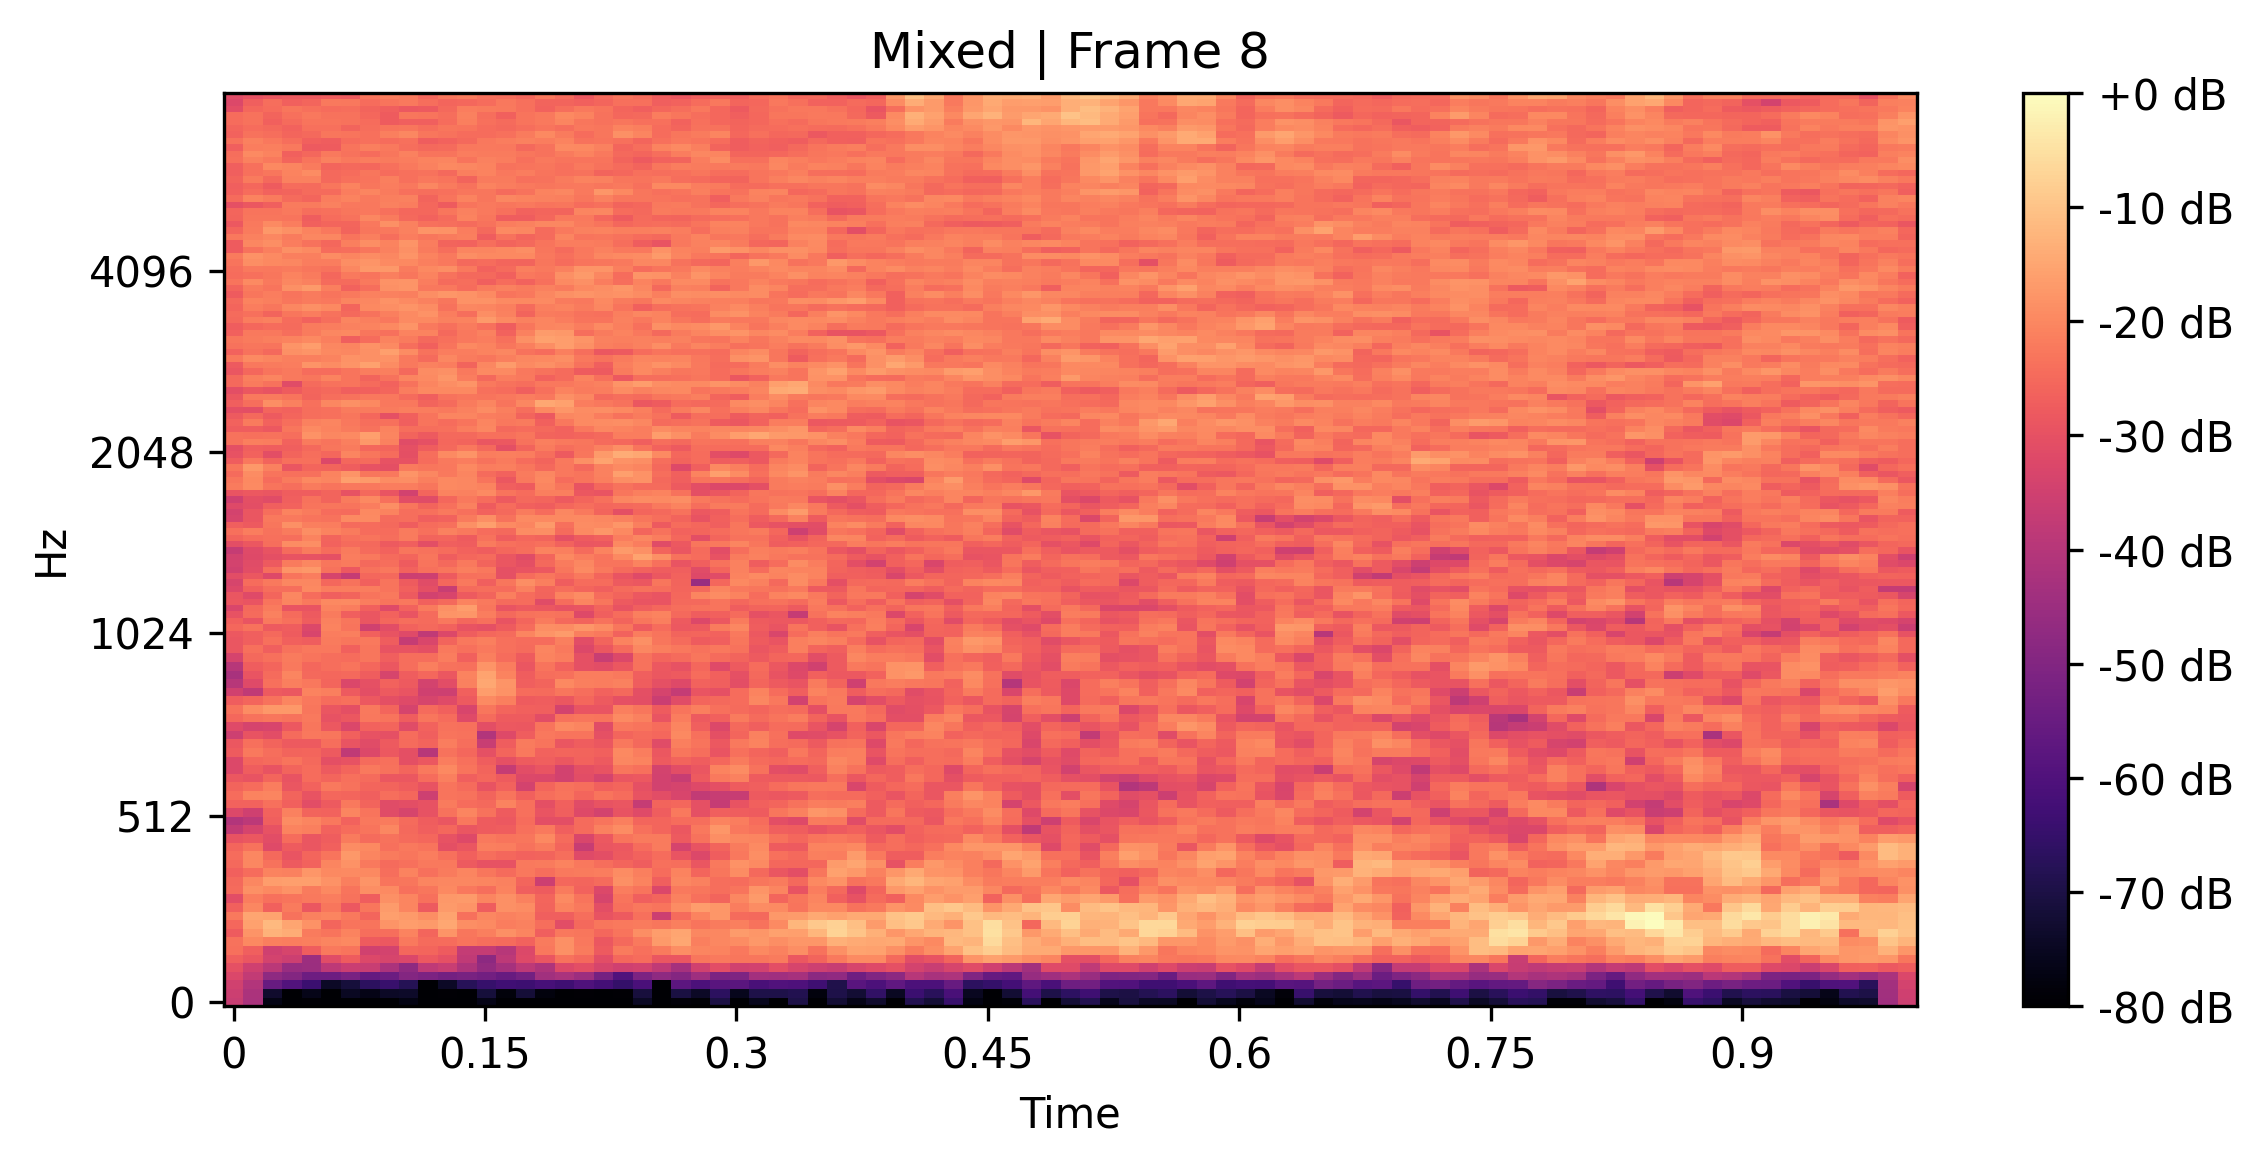 Mixed | Frame 8
Hz
4096
2048
1024
512
0
0 0.15 0.3 0.45 0.6 0.75 0.9
Time
+0 dB
-10 dB
-20 dB
-30 dB
-40 dB
-50 dB
-60 dB
-70 dB
-80 dB